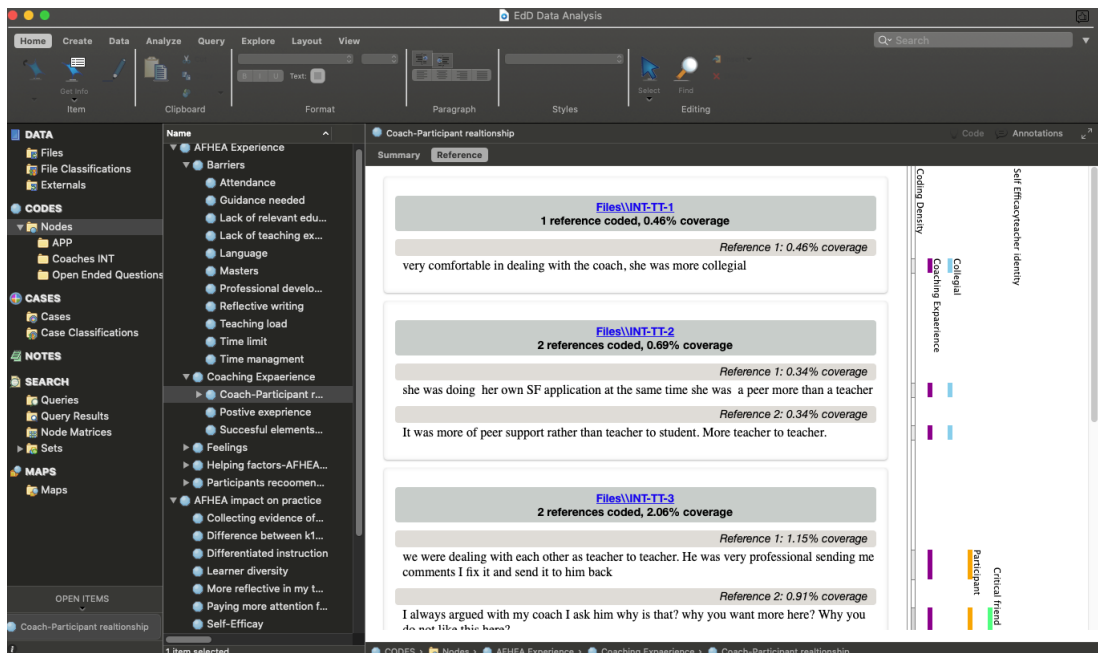 EdD Data Analysis
Home Create Data Analyze Query Explore Layout View
Search
Get Info
B I U Text:
Select Find
Item Clipboard Format Paragraph Styles Editing
DATA
Files
File Classifications
Externals
CODES
Nodes
APP
Coaches INT
Open Ended Questions
CASES
Cases
Case Classifications
NOTES
SEARCH
Queries
Query Results
Node Matrices
Sets
MAPS
Maps
OPEN ITEMS
Coach-Participant realtionship
Name
AFHEA Experience
Barriers
Attendance
Guidance needed
Lack of relevant edu...
Lack of teaching ex...
Language
Masters
Professional develo...
Reflective writing
Teaching load
Time limit
Time managment
Coaching Expaerience
Coach-Participant r...
Postive exeprience
Succesful elements...
Feelings
Helping factors-AFHEA...
Participants recoomen...
AFHEA impact on practice
Collecting evidence of...
Difference between k1...
Differentiated instruction
Learner diversity
More reflective in my t...
Paying more attention f...
Self-Efficay
1 item selected
Coach-Participant realtionship
Code Annotations
Summary Reference
Files\\INT-TT-1
1 reference coded, 0.46% coverage
Reference 1: 0.46% coverage
very comfortable in dealing with the coach, she was more collegial
Files\\INT-TT-2
2 references coded, 0.69% coverage
Reference 1: 0.34% coverage
she was doing her own SF application at the same time she was a peer more than a teacher
Reference 2: 0.34% coverage
It was more of peer support rather than teacher to student. More teacher to teacher.
Files\\INT-TT-3
2 references coded, 2.06% coverage
Reference 1: 1.15% coverage
we were dealing with each other as teacher to teacher. He was very professional sending me
comments I fix it and send it to him back
Reference 2: 0.91% coverage
I always argued with my coach I ask him why is that? why you want more here? Why you
do not like this here?
Coding Density
Coaching Expaerience
Collegial
Participant
Critical friend
Self Efficacyteacher identity
CODES > Nodes > AFHEA Experience > Coaching Expaerience > Coach-Participant realtionship